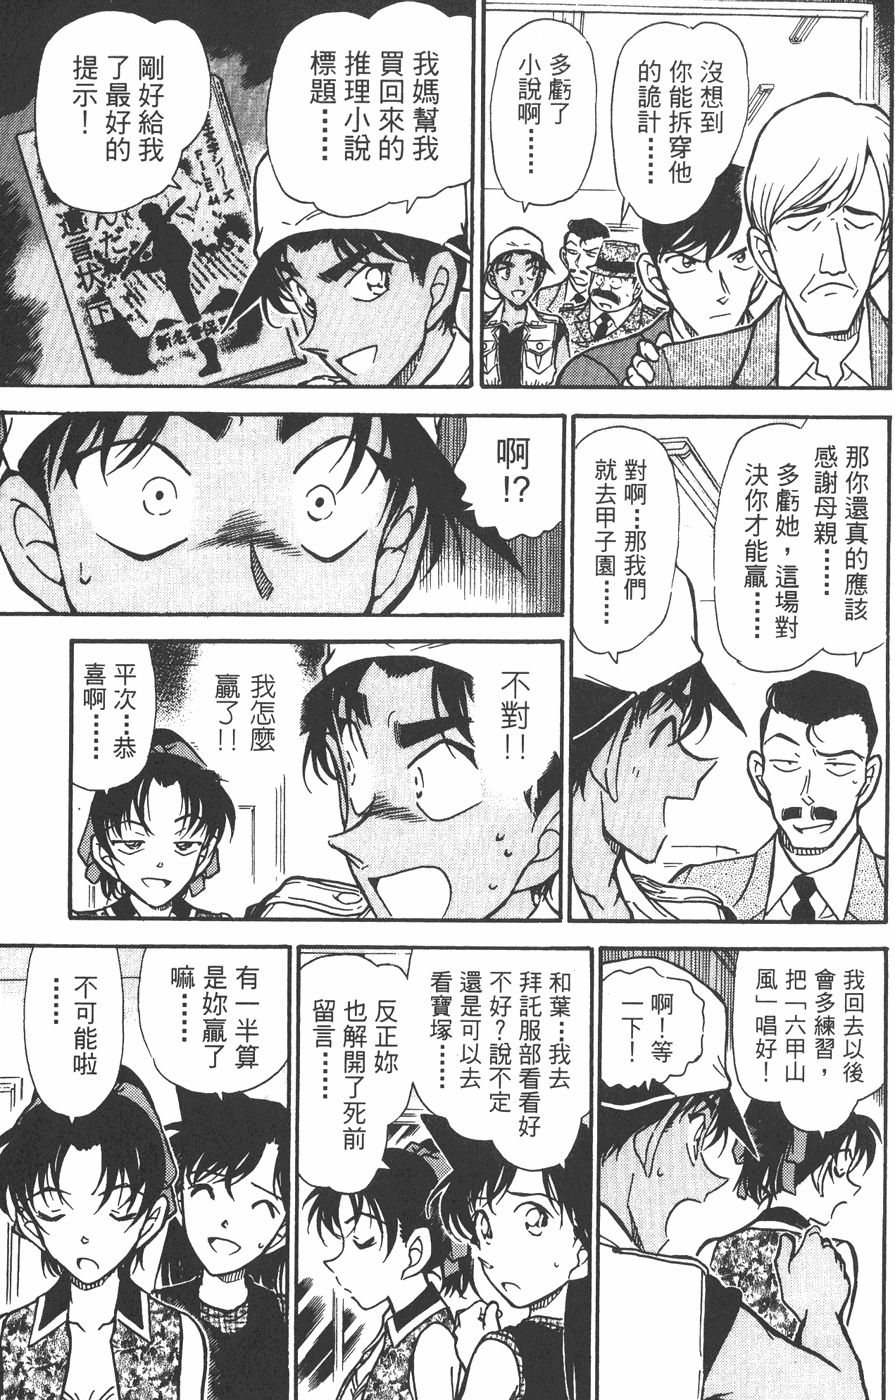 沒想到
你能拆穿他
的詭計……
多虧了
小說啊……
我媽幫我
買回來的
推理小說
標題……
剛好給我
了最好的
提示！
シリーズ
FILE4
んだ
遺言状
下
那你還真的應該
感謝母親……
多虧她，這場對
決你才能贏……
對啊…那我們
就去甲子園……
啊!?
不對!!
我怎麼
贏了!!
平次…恭
喜啊……
我回去以後
會多練習，
把「六甲山
風」唱好！
啊！等
一下！
和葉…我去
拜託服部看看好
不好？說不定
還是可以去
看寶塚……
反正妳
也解開了死前
留言……
有一半算
是妳贏了
嘛……
不可能啦
……